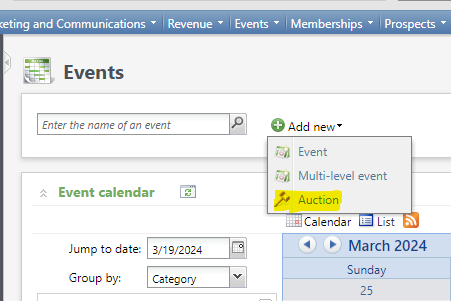 keting and Communications Revenue Events Memberships Prospects
Events
Enter the name of an event
Add new
Event
Multi-level event
Auction
Event calendar
Calendar List
Jump to date: 3/19/2024
March 2024
Group by: Category
Sunday
25